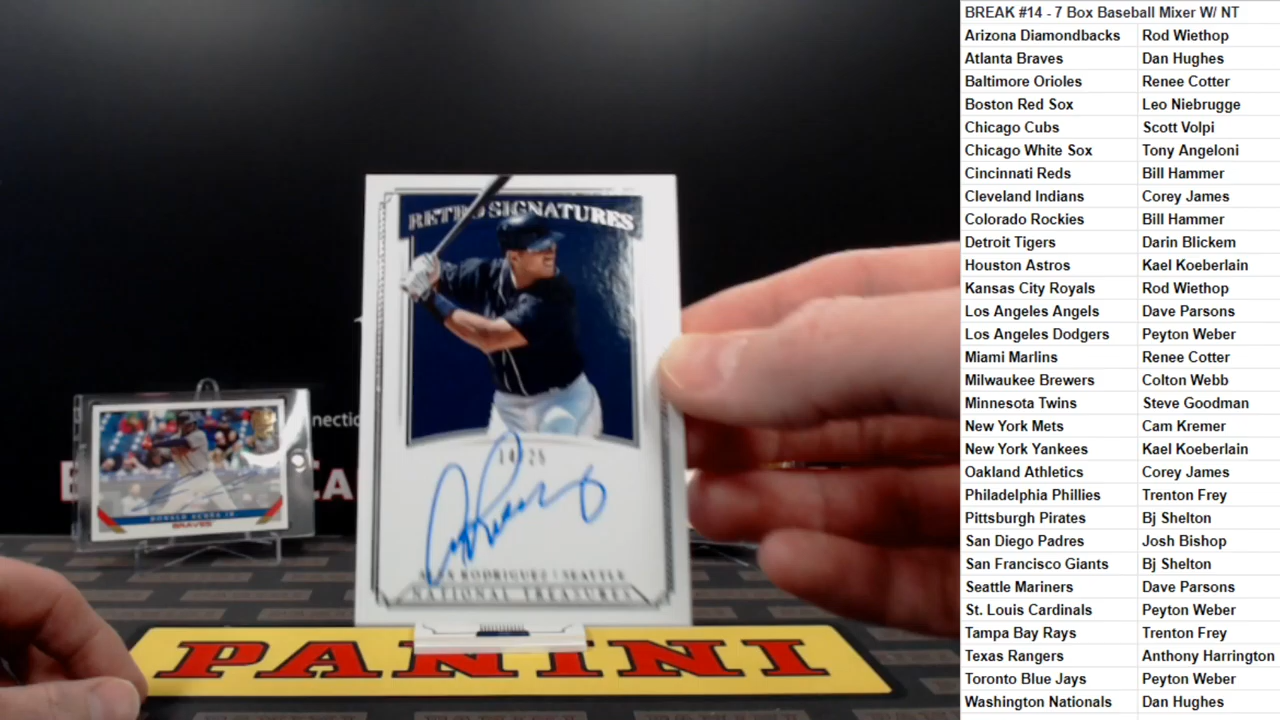 BREAK #14 - 7 Box Baseball Mixer W/ NT
Arizona Diamondbacks Rod Wiethop
Atlanta Braves Dan Hughes
Baltimore Orioles Renee Cotter
Boston Red Sox Leo Niebrugge
Chicago Cubs Scott Volpi
Chicago White Sox Tony Angeloni
Cincinnati Reds Bill Hammer
Cleveland Indians Corey James
Colorado Rockies Bill Hammer
Detroit Tigers Darin Blickem
Houston Astros Kael Koeberlain
Kansas City Royals Rod Wiethop
Los Angeles Angels Dave Parsons
Los Angeles Dodgers Peyton Weber
Miami Marlins Renee Cotter
Milwaukee Brewers Colton Webb
Minnesota Twins Steve Goodman
New York Mets Cam Kremer
New York Yankees Kael Koeberlain
Oakland Athletics Corey James
Philadelphia Phillies Trenton Frey
Pittsburgh Pirates Bj Shelton
San Diego Padres Josh Bishop
San Francisco Giants Bj Shelton
Seattle Mariners Dave Parsons
St. Louis Cardinals Peyton Weber
Tampa Bay Rays Trenton Frey
Texas Rangers Anthony Harrington
Toronto Blue Jays Peyton Weber
Washington Nationals Dan Hughes
RETRO SIGNATURES
14/25
ALEX RODRIGUEZ · SEATTLE
NATIONAL TREASURES
RONALD ACUÑA JR
BRAVES
PANINI